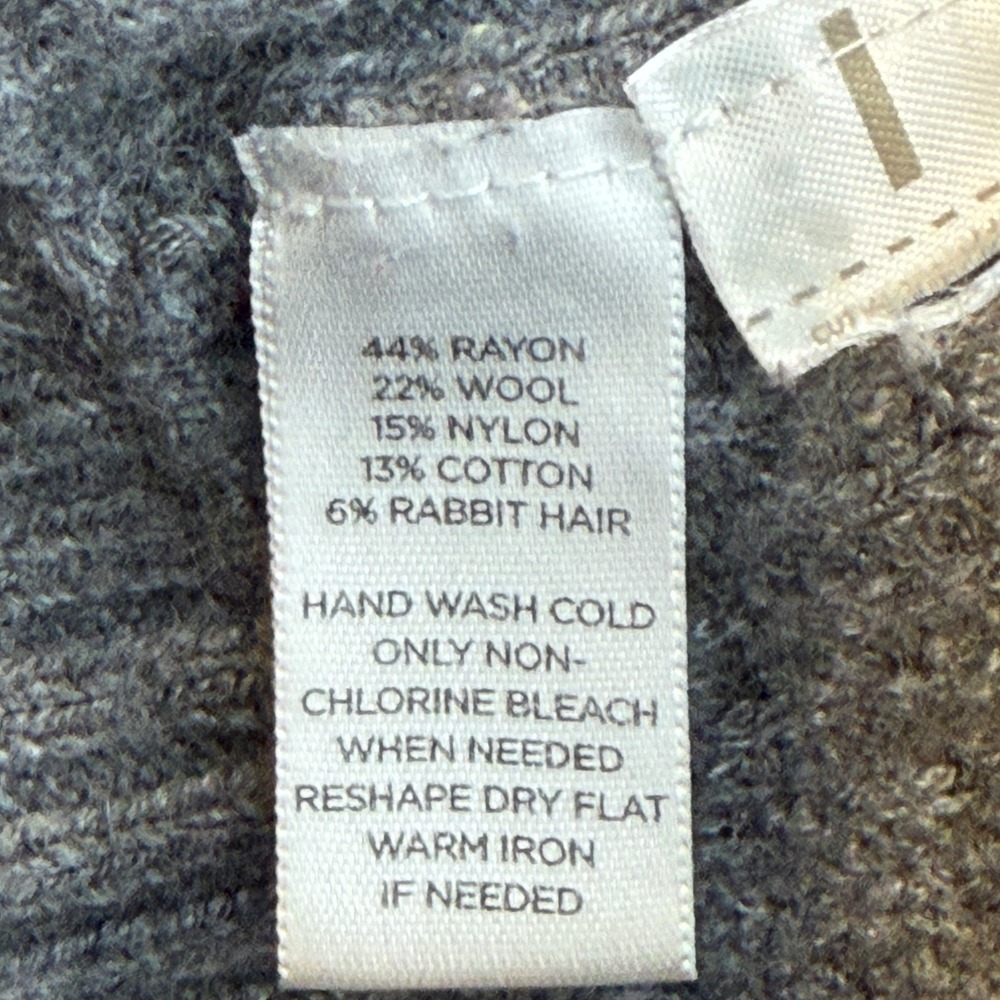 44% RAYON
22% WOOL
15% NYLON
13% COTTON
6% RABBIT HAIR
HAND WASH COLD
ONLY NON-
CHLORINE BLEACH
WHEN NEEDED
RESHAPE DRY FLAT
WARM IRON
IF NEEDED
CUT